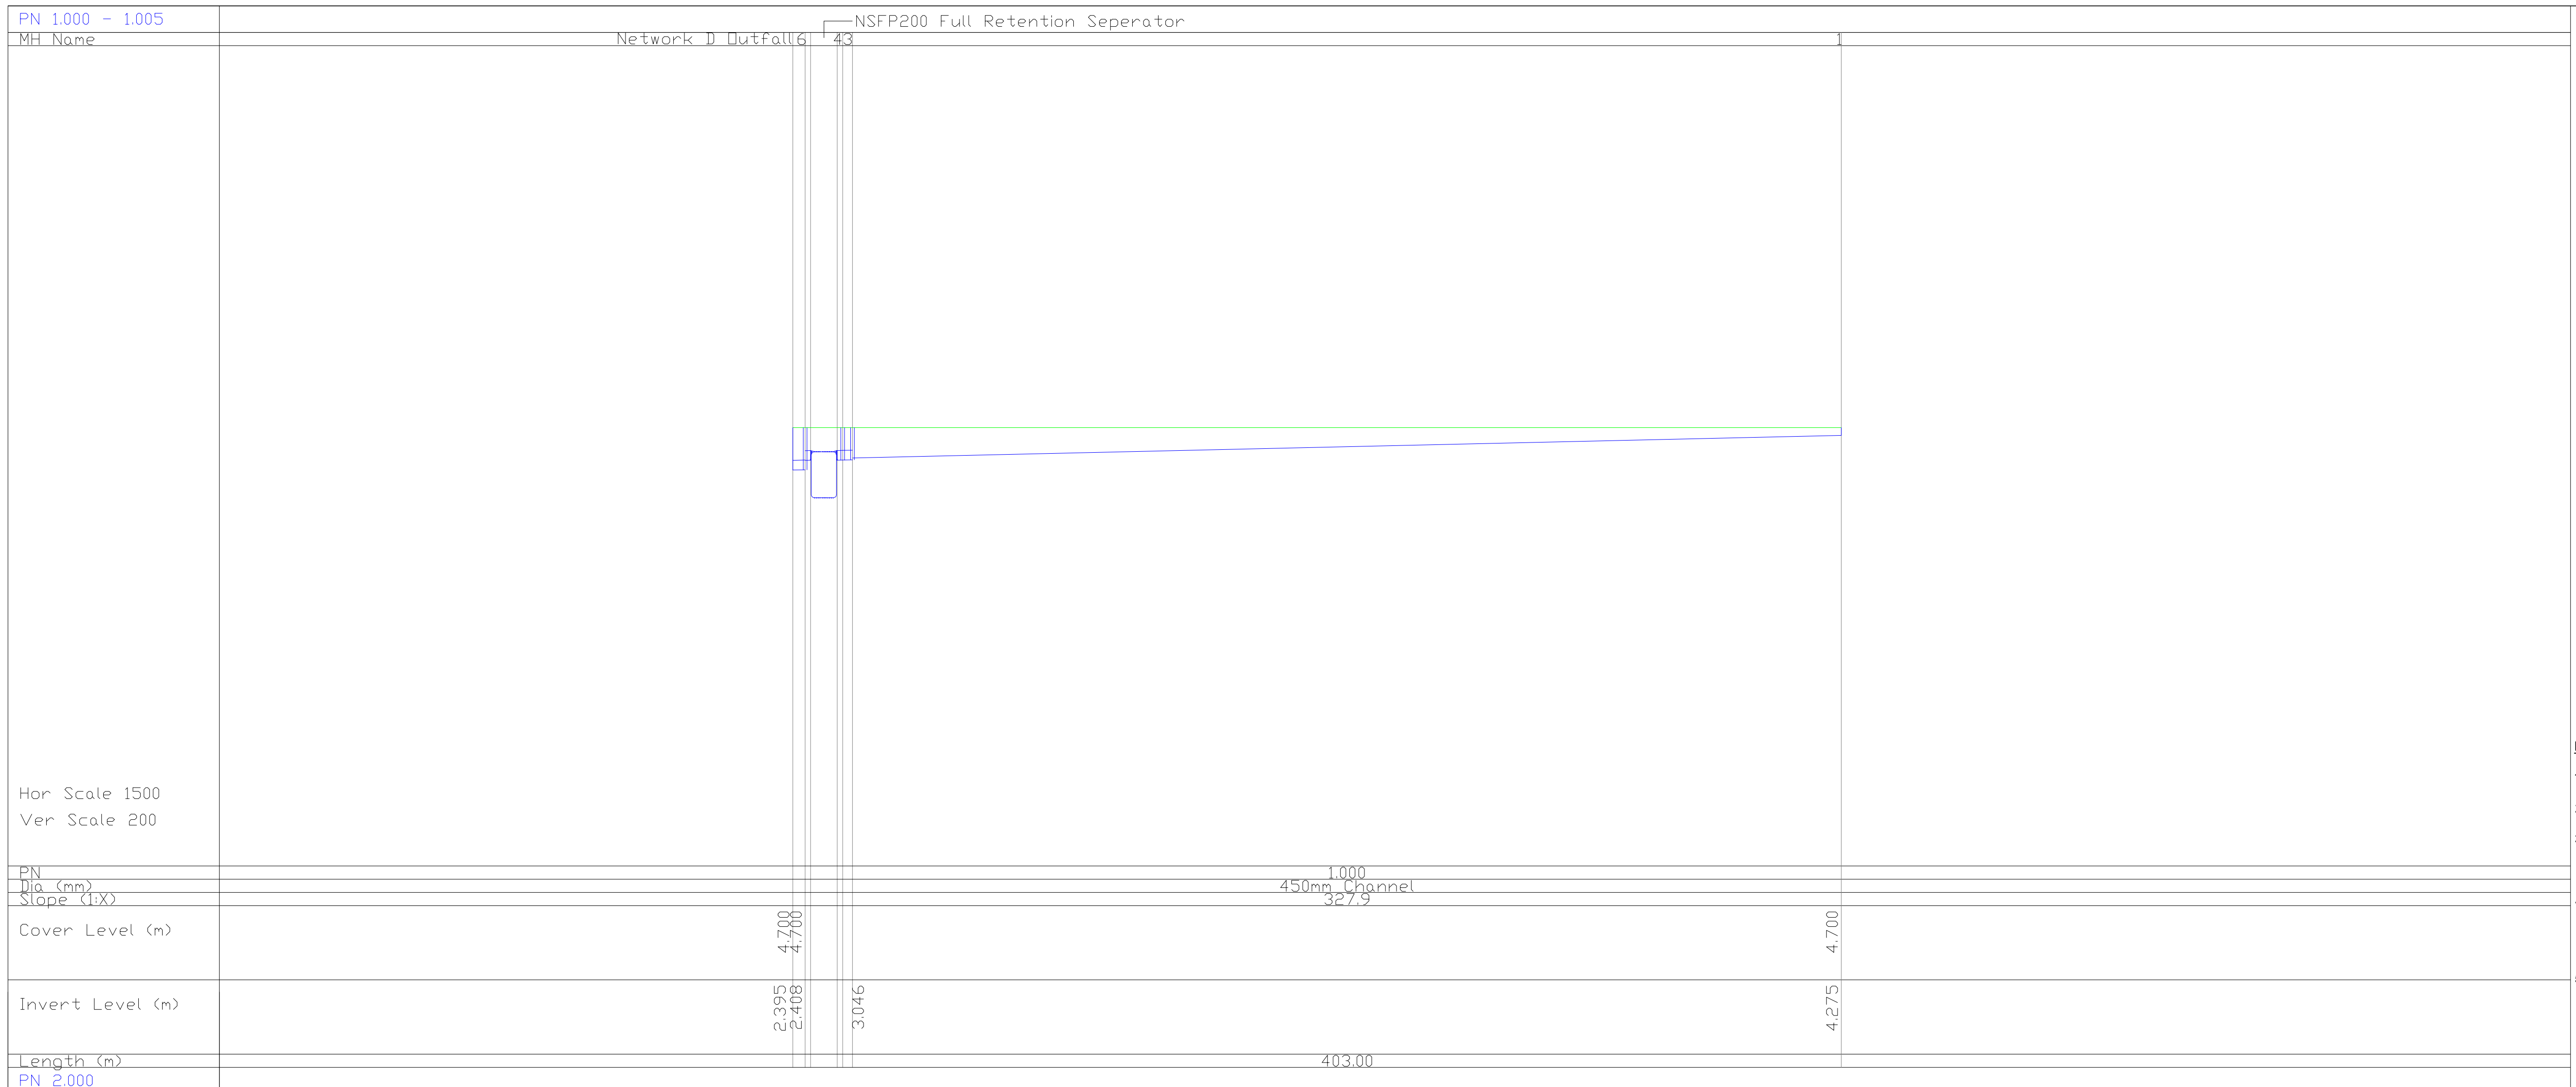 PN 1.000 - 1.005
NSFP200 Full Retention Seperator
MH Name
Network D Outfall
6
4
3
1
Hor Scale 1500
Ver Scale 200
PN
1.000
Dia (mm)
450mm Channel
Slope (1:X)
327.9
Cover Level (m)
4.700
4.700
4.700
Invert Level (m)
2.395
2.408
3.046
4.275
Length (m)
403.00
PN 2.000